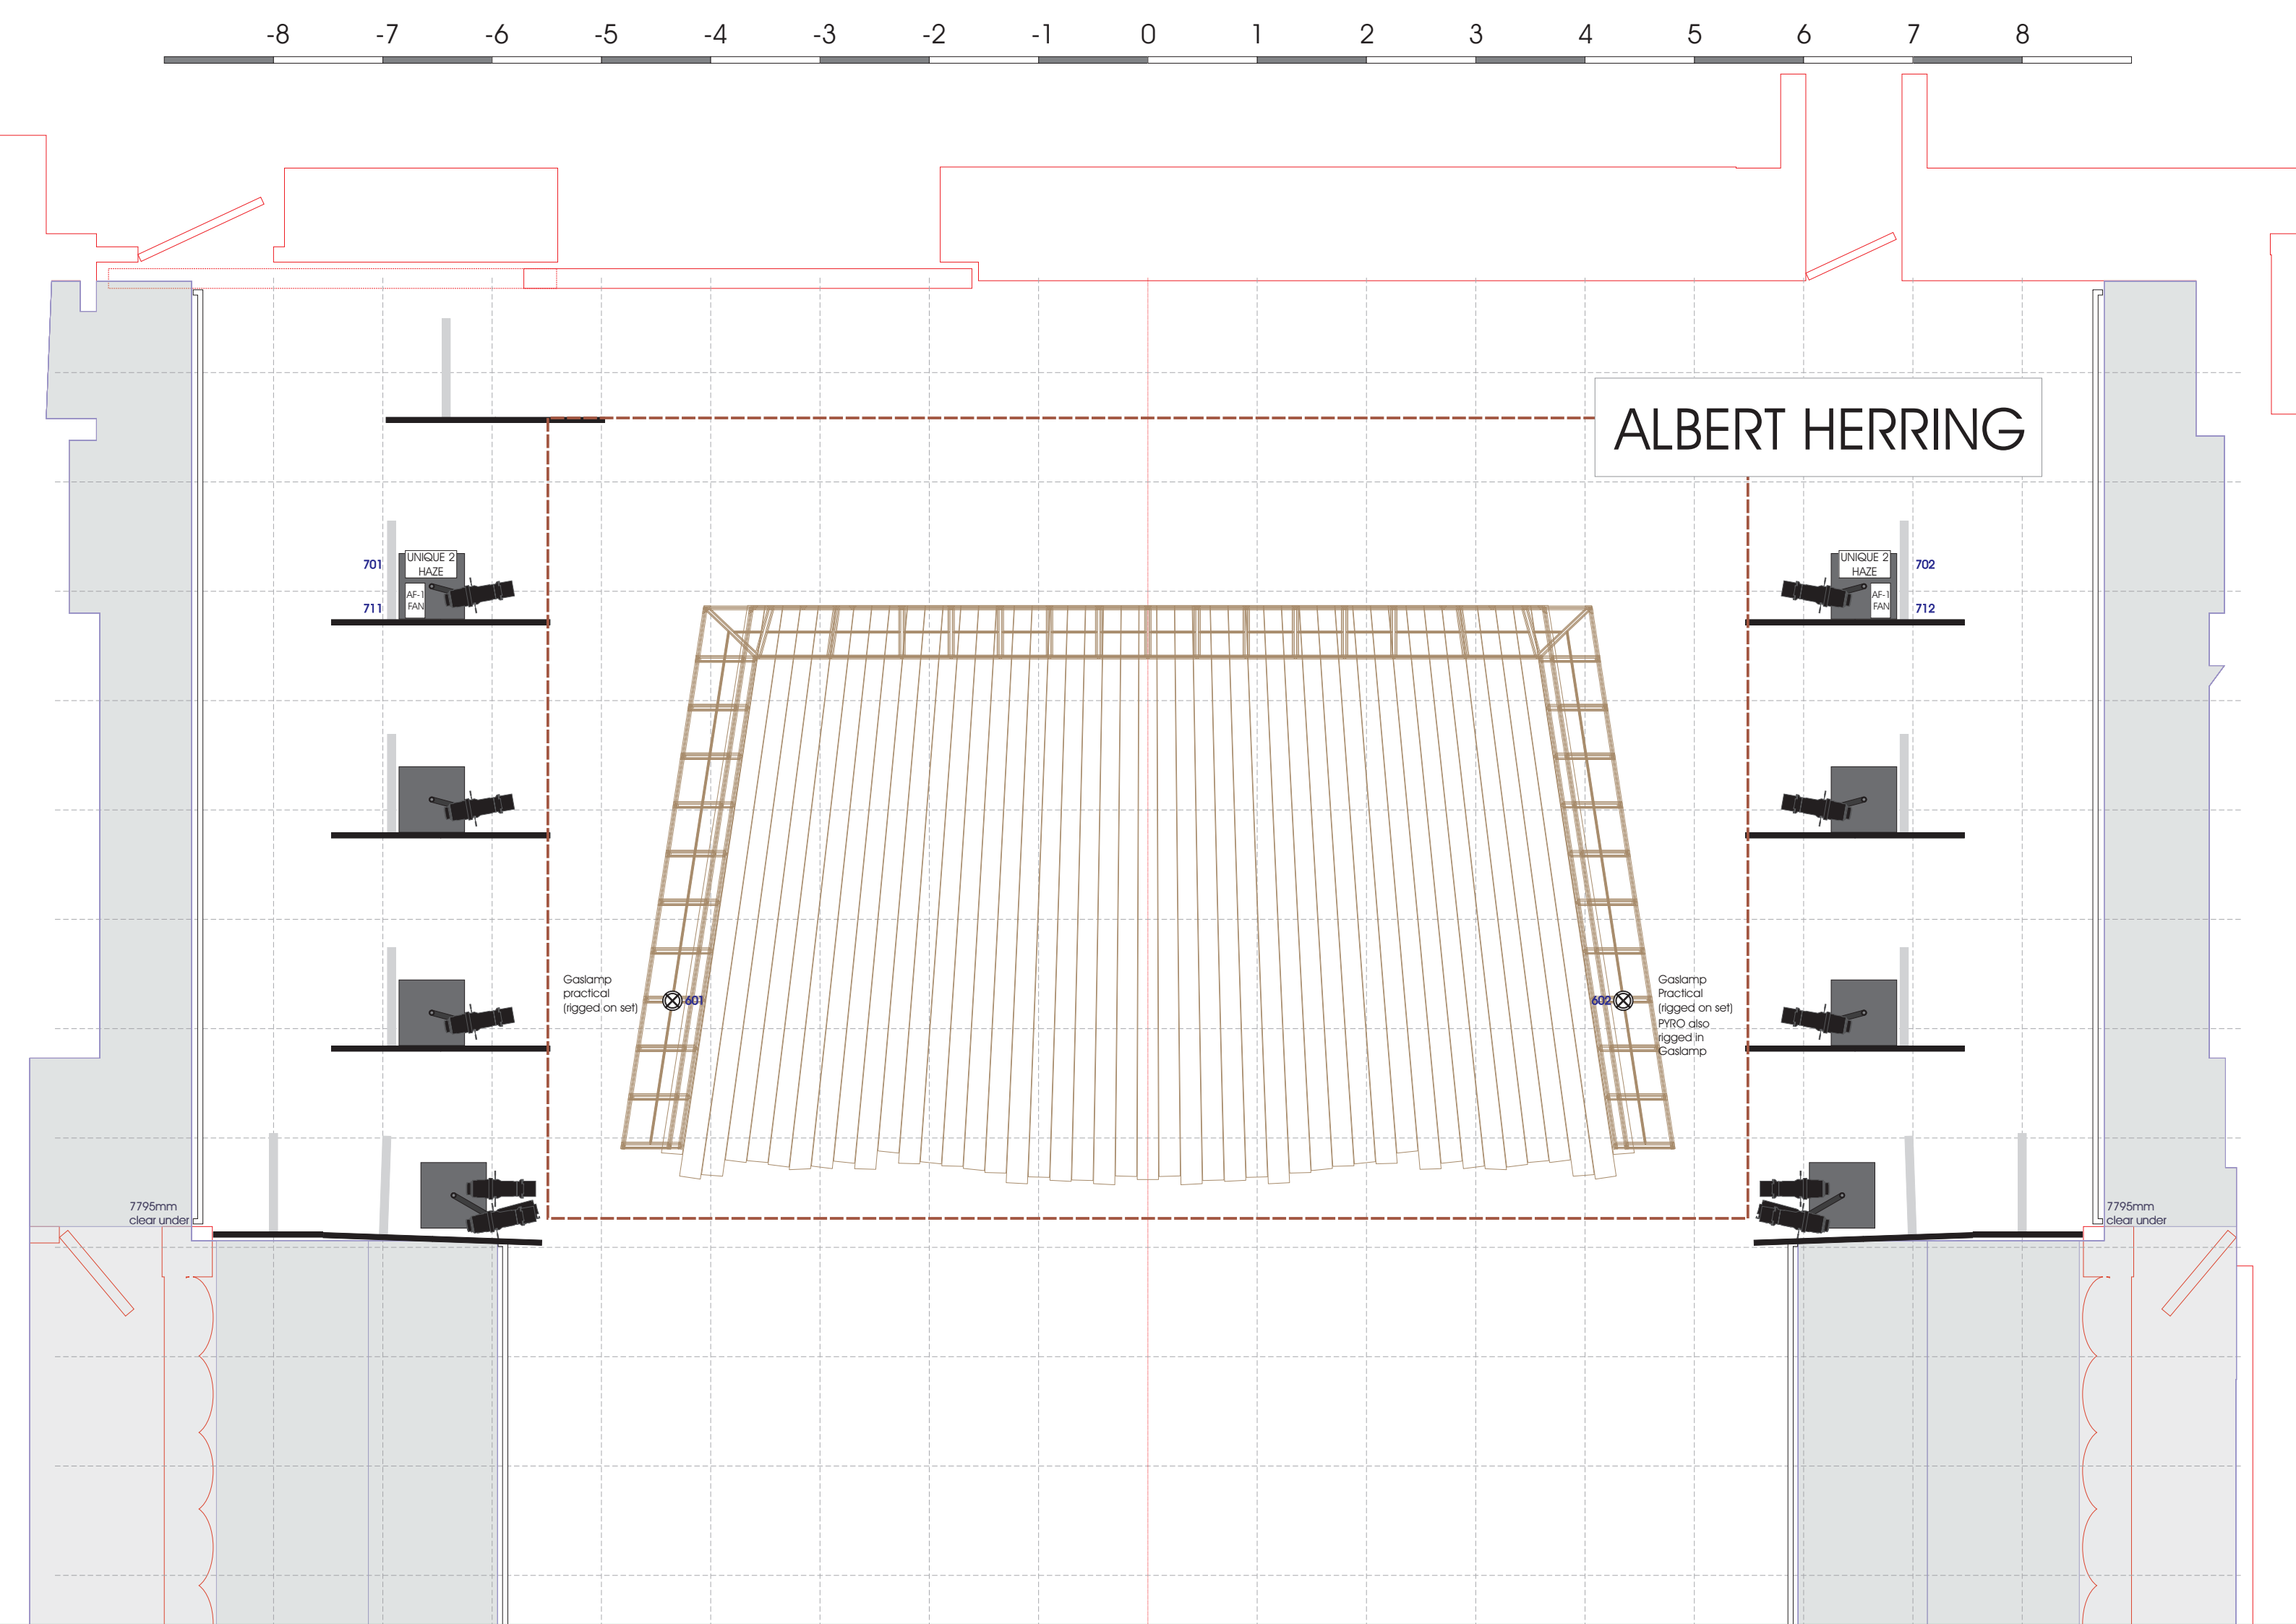 -8 -7 -6 -5 -4 -3 -2 -1 0 1 2 3 4 5 6 7 8
ALBERT HERRING
701
UNIQUE 2
HAZE
711
AF-1
FAN
UNIQUE 2
HAZE
702
AF-1
FAN
712
Gaslamp
practical
(rigged on set)
601
602
Gaslamp
Practical
(rigged on set)
PYRO also
rigged in
Gaslamp
7795mm
clear under
7795mm
clear under